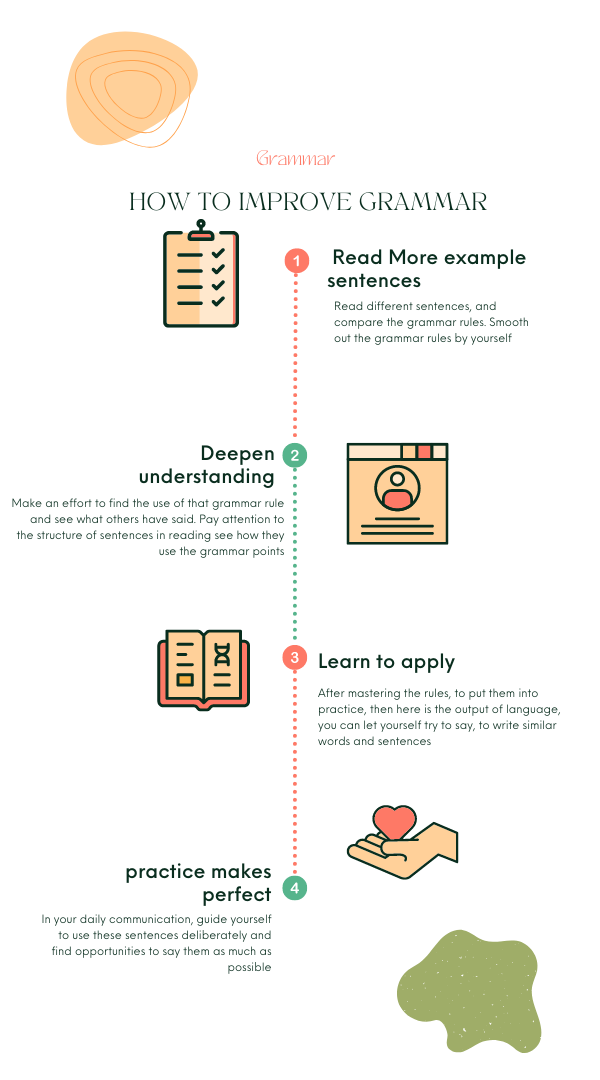 Grammar
HOW TO IMPROVE GRAMMAR
1
Read More example
sentences
Read different sentences, and
compare the grammar rules. Smooth
out the grammar rules by yourself
2
Deepen
understanding
Make an effort to find the use of that grammar rule
and see what others have said. Pay attention to
the structure of sentences in reading see how they
use the grammar points
3
Learn to apply
After mastering the rules, to put them into
practice, then here is the output of language,
you can let yourself try to say, to write similar
words and sentences
4
practice makes
perfect
In your daily communication, guide yourself
to use these sentences deliberately and
find opportunities to say them as much as
possible